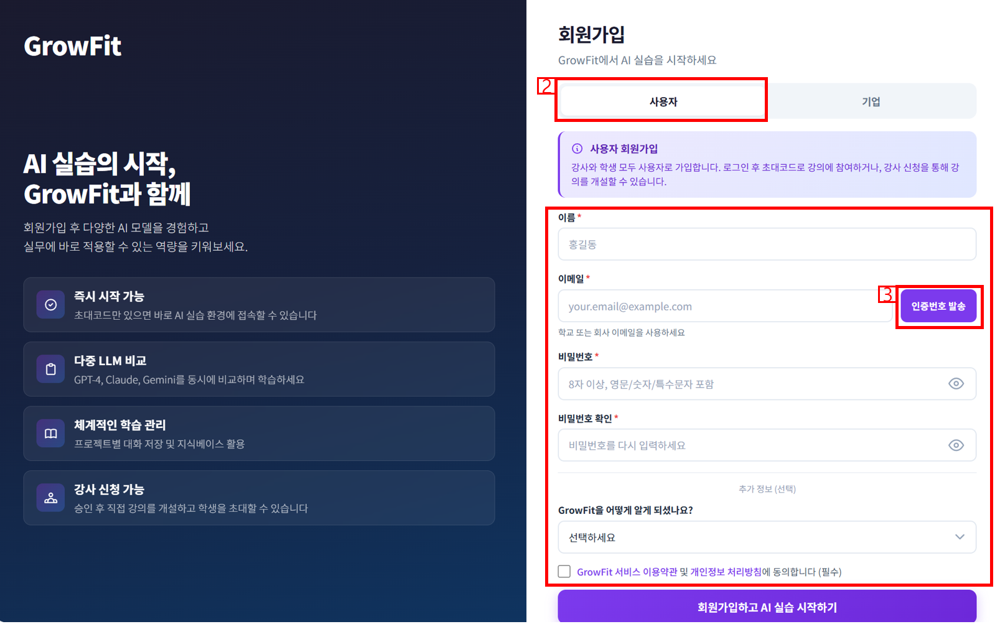 GrowFit
AI 실습의 시작,
GrowFit과 함께
회원가입 후 다양한 AI 모델을 경험하고
실무에 바로 적용할 수 있는 역량을 키워보세요.
즉시 시작 가능
초대코드만 있으면 바로 AI 실습 환경에 접속할 수 있습니다
다중 LLM 비교
GPT-4, Claude, Gemini를 동시에 비교하며 학습하세요
체계적인 학습 관리
프로젝트별 대화 저장 및 지식베이스 활용
강사 신청 가능
승인 후 직접 강의를 개설하고 학생을 초대할 수 있습니다
회원가입
GrowFit에서 AI 실습을 시작하세요
2
사용자
기업
사용자 회원가입
강사와 학생 모두 사용자로 가입합니다. 로그인 후 초대코드로 강의에 참여하거나, 강사 신청을 통해 강
의를 개설할 수 있습니다.
이름 *
홍길동
이메일 *
your.email@example.com
3
인증번호 발송
학교 또는 회사 이메일을 사용하세요
비밀번호 *
8자 이상, 영문/숫자/특수문자 포함
비밀번호 확인 *
비밀번호를 다시 입력하세요
추가 정보 (선택)
GrowFit을 어떻게 알게 되셨나요?
선택하세요
GrowFit 서비스 이용약관 및 개인정보 처리방침에 동의합니다 (필수)
회원가입하고 AI 실습 시작하기